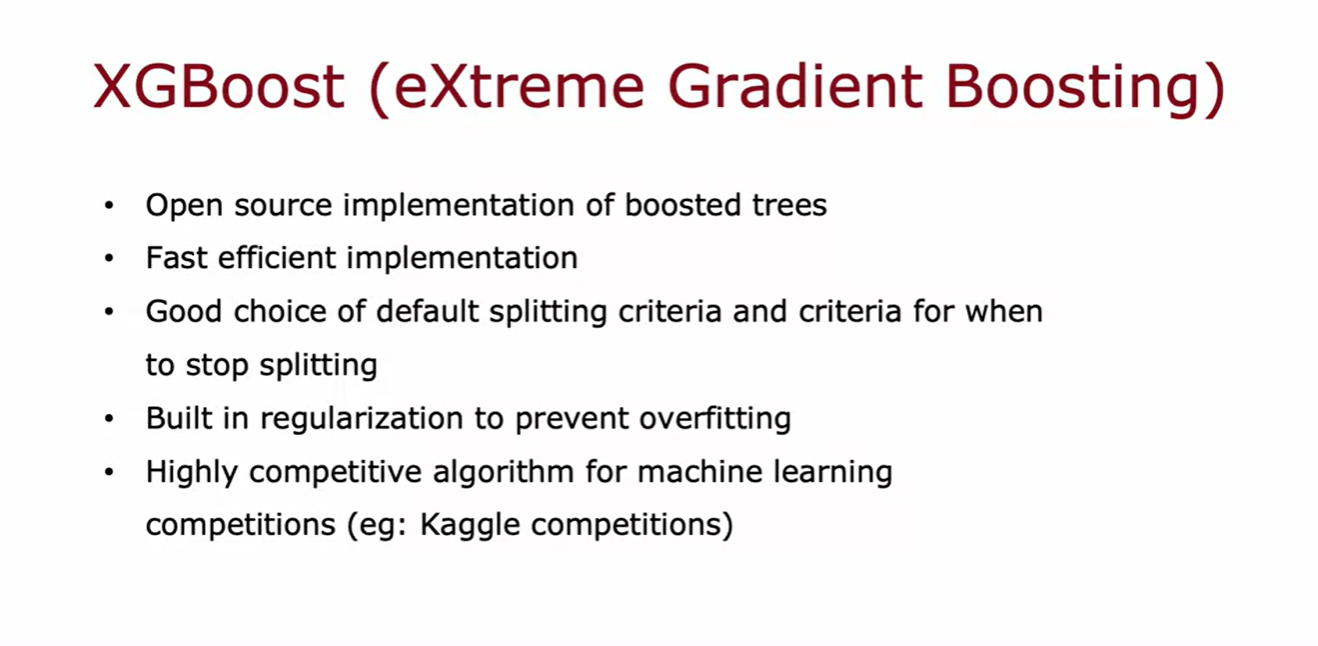 XGBoost (eXtreme Gradient Boosting)
• Open source implementation of boosted trees
• Fast efficient implementation
• Good choice of default splitting criteria and criteria for when
to stop splitting
• Built in regularization to prevent overfitting
• Highly competitive algorithm for machine learning
competitions (eg: Kaggle competitions)